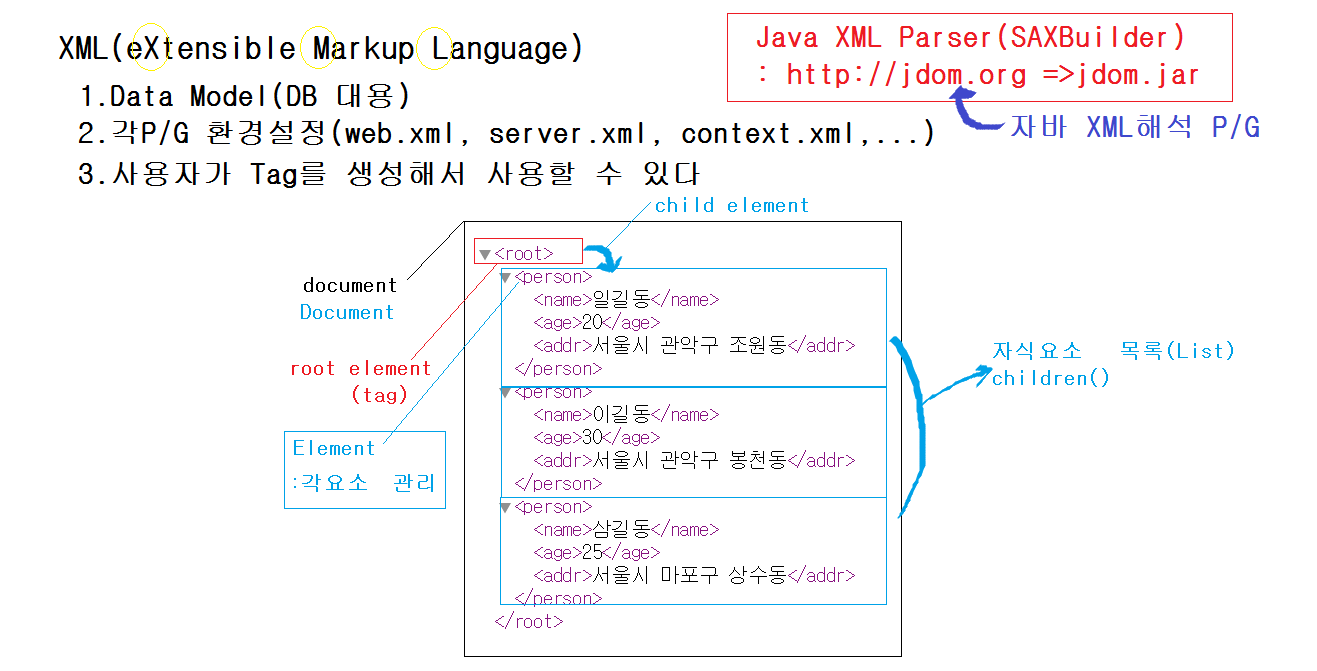 XML(eXtensible Markup Language)
1.Data Model(DB 대용)
2.각P/G 환경설정(web.xml, server.xml, context.xml,...)
3.사용자가 Tag를 생성해서 사용할 수 있다
Java XML Parser(SAXBuilder)
: http://jdom.org =>jdom.jar
자바 XML해석 P/G
child element
document
Document
root element
(tag)
Element
:각요소 관리
▼<root>
▼<person>
<name>일길동</name>
<age>20</age>
<addr>서울시 관악구 조원동</addr>
</person>
▼<person>
<name>이길동</name>
<age>30</age>
<addr>서울시 관악구 봉천동</addr>
</person>
▼<person>
<name>삼길동</name>
<age>25</age>
<addr>서울시 마포구 상수동</addr>
</person>
</root>
자식요소 목록(List)
children()